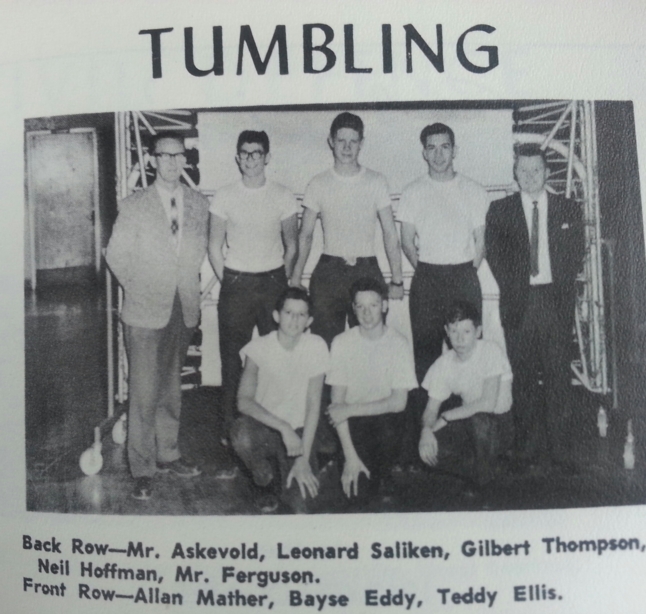 TUMBLING
Back Row—Mr. Askevold, Leonard Saliken, Gilbert Thompson,
Neil Hoffman, Mr. Ferguson.
Front Row—Allan Mather, Bayse Eddy, Teddy Ellis.